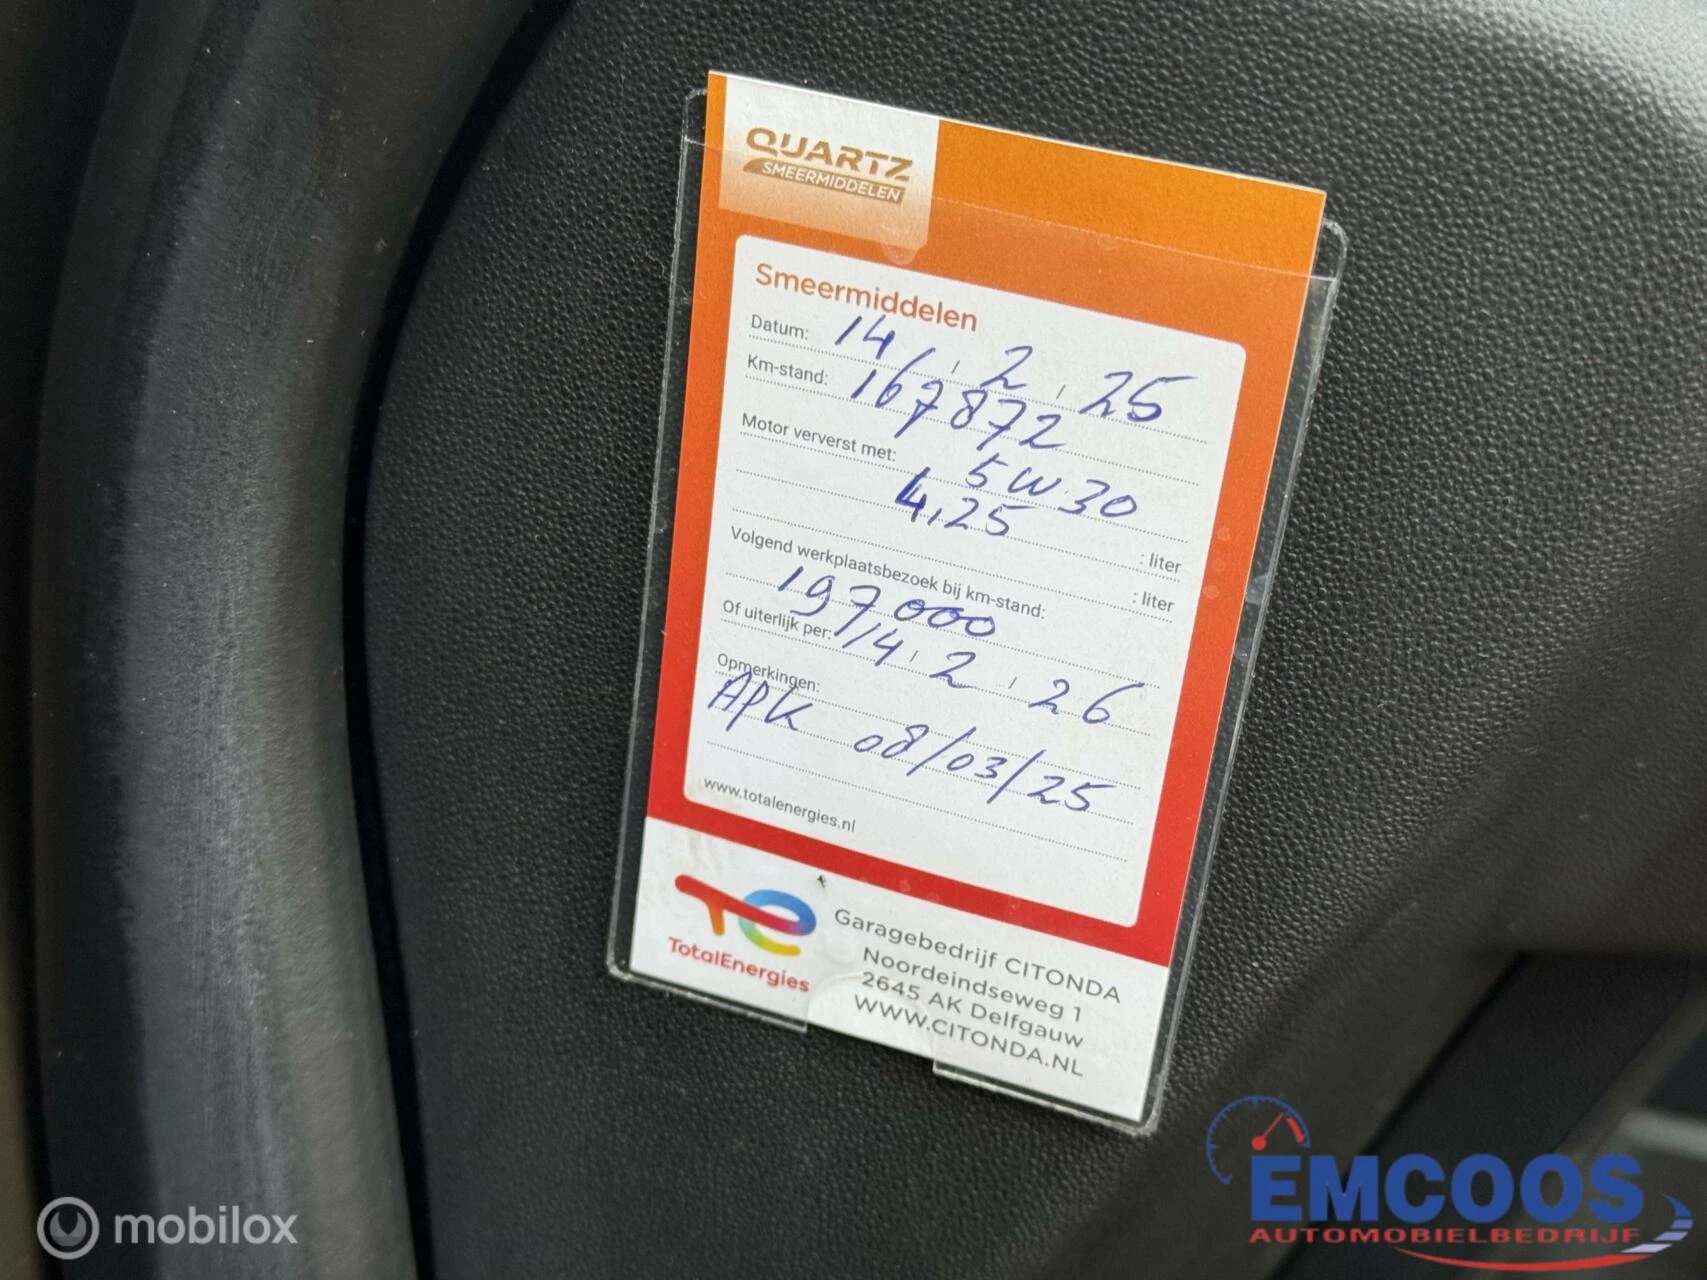 QUARTZ
SMEERMIDDELEN
Smeermiddelen
Datum: 14 / 2 / 25
Km-stand: 167872
Motor ververst met: 5W30
4,25 : liter
: liter
Volgend werkplaatsbezoek bij km-stand:
197000
Of uiterlijk per: 14 / 2 / 26
Opmerkingen:
APK 08/03/25
www.totalenergies.nl
TotalEnergies
Garagebedrijf CITONDA
Noordeindseweg 1
2645 AK Delfgauw
WWW.CITONDA.NL
mobilox
EMCOOS
AUTOMOBIELBEDRIJF